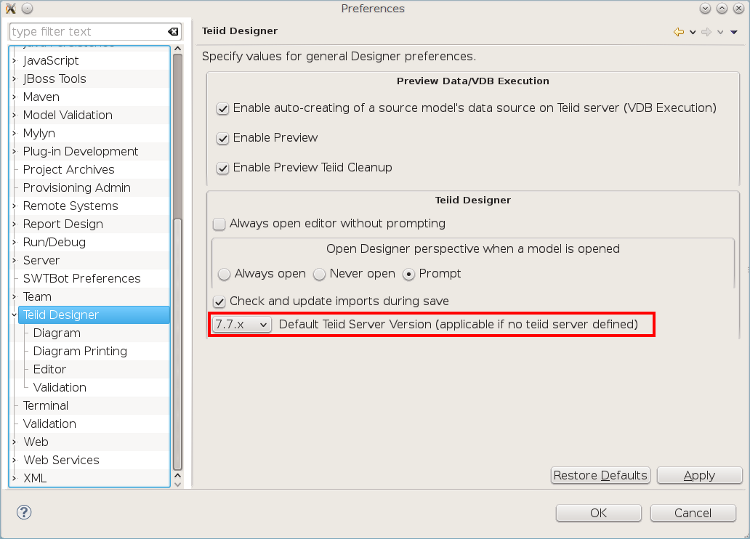 Preferences
type filter text
JavaScript
JBoss Tools
Maven
Model Validation
Mylyn
Plug-in Development
Project Archives
Provisioning Admin
Remote Systems
Report Design
Run/Debug
Server
SWTBot Preferences
Team
Teiid Designer
Diagram
Diagram Printing
Editor
Validation
Terminal
Validation
Web
Web Services
XML
Teiid Designer
Specify values for general Designer preferences.
Preview Data/VDB Execution
Enable auto-creating of a source model's data source on Teiid server (VDB Execution)
Enable Preview
Enable Preview Teiid Cleanup
Teiid Designer
Always open editor without prompting
Open Designer perspective when a model is opened
Always open Never open Prompt
Check and update imports during save
7.7.x Default Teiid Server Version (applicable if no teiid server defined)
Restore Defaults Apply
OK Cancel